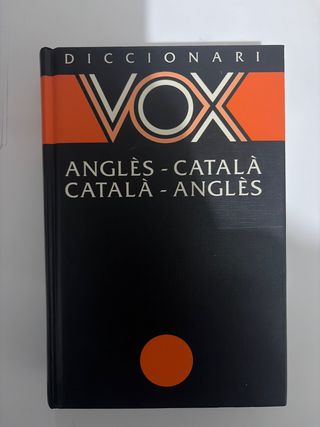 DICCIONARI
VOX
ANGLÈS - CATALÀ
CATALÀ - ANGLÈS